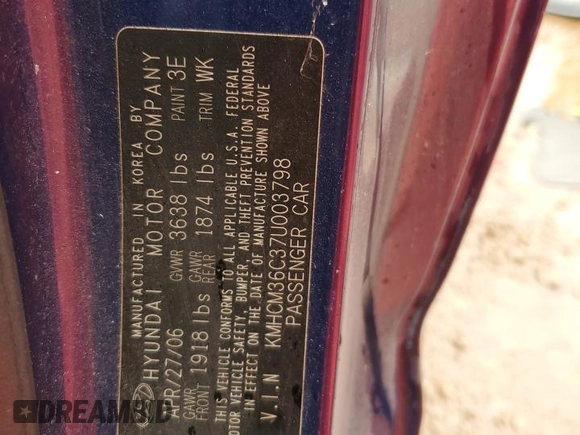 MANUFACTURED IN KOREA BY
HYUNDAI MOTOR COMPANY
APR/27/06 GVWR 3638 lbs PAINT 3E
GAWR FRONT 1918 lbs GAWR REAR 1874 lbs TRIM WK
THIS VEHICLE CONFORMS TO ALL APPLICABLE U.S.A. FEDERAL
MOTOR VEHICLE SAFETY, BUMPER, AND THEFT PREVENTION STANDARDS
IN EFFECT ON THE DATE OF MANUFACTURE SHOWN ABOVE
V.I.N KMHCM36C37U003798
PASSENGER CAR
DREAMBID